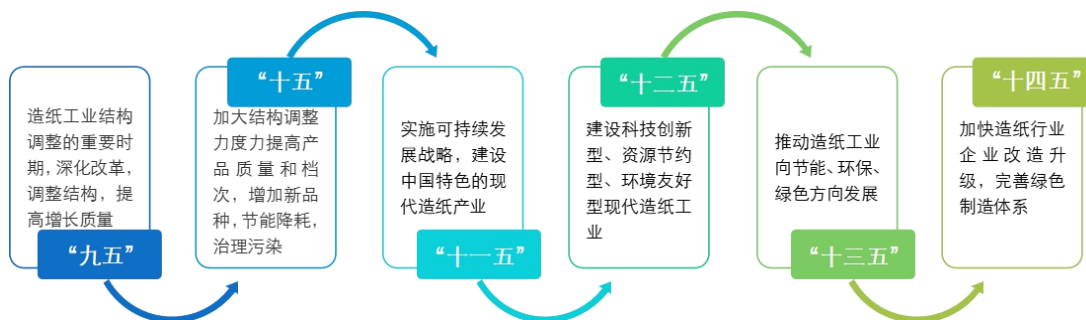 造纸工业结构
调整的重要时
期，深化改革，
调整结构，提
高增长质量
“九五”
“十五”
加大结构调整
力度力提高产
品质量和档
次，增加新品
种，节能降耗，
治理污染
实施可持续发
展战略，建设
中国特色的现
代造纸产业
“十一五”
“十二五”
建设科技创新
型、资源节约
型、环境友好
型现代造纸工
业
推动造纸工业
向节能、环保、
绿色方向发展
“十三五”
“十四五”
加快造纸行业
企业改造升
级，完善绿色
制造体系